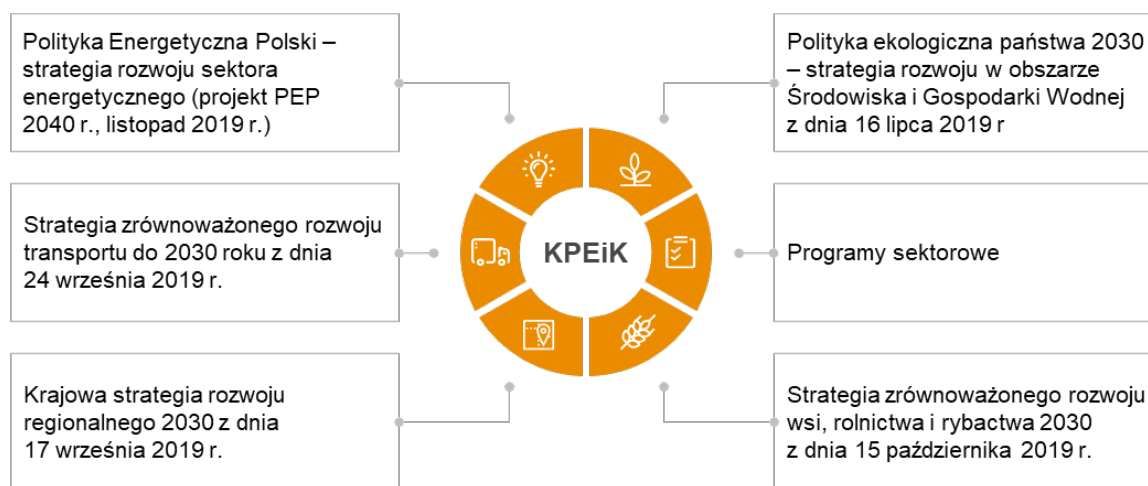 Polityka Energetyczna Polski –
strategia rozwoju sektora
energetycznego (projekt PEP
2040 r., listopad 2019 r.)
Strategia zrównoważonego rozwoju
transportu do 2030 roku z dnia
24 września 2019 r.
Krajowa strategia rozwoju
regionalnego 2030 z dnia
17 września 2019 r.
KPEiK
Polityka ekologiczna państwa 2030
– strategia rozwoju w obszarze
Środowiska i Gospodarki Wodnej
z dnia 16 lipca 2019 r
Programy sektorowe
Strategia zrównoważonego rozwoju
wsi, rolnictwa i rybactwa 2030
z dnia 15 października 2019 r.